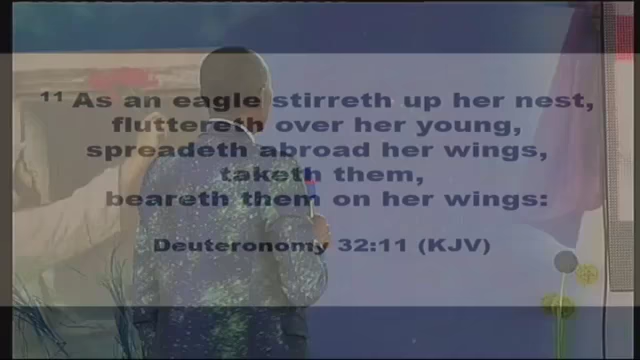 ¹¹ As an eagle stirreth up her nest,
fluttereth over her young,
spreadeth abroad her wings,
taketh them,
beareth them on her wings:
Deuteronomy 32:11 (KJV)